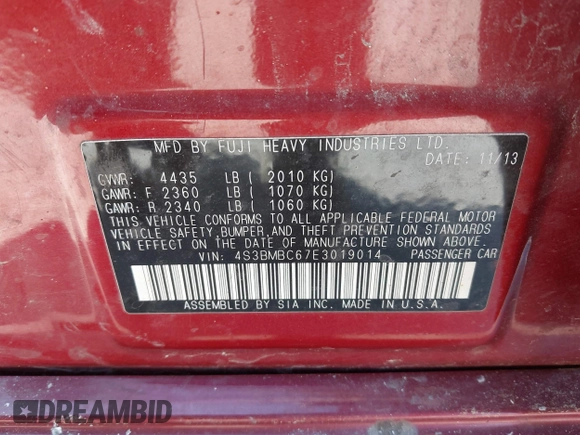 MFD BY FUJI HEAVY INDUSTRIES LTD.
DATE: 11/13
GVWR: 4435 LB ( 2010 KG)
GAWR: F 2360 LB ( 1070 KG)
GAWR: R 2340 LB ( 1060 KG)
THIS VEHICLE CONFORMS TO ALL APPLICABLE FEDERAL MOTOR
VEHICLE SAFETY, BUMPER, AND THEFT PREVENTION STANDARDS
IN EFFECT ON THE DATE OF MANUFACTURE SHOWN ABOVE.
VIN: 4S3BMBC67E3019014 PASSENGER CAR
ASSEMBLED BY SIA INC. MADE IN U.S.A.
DREAMBID